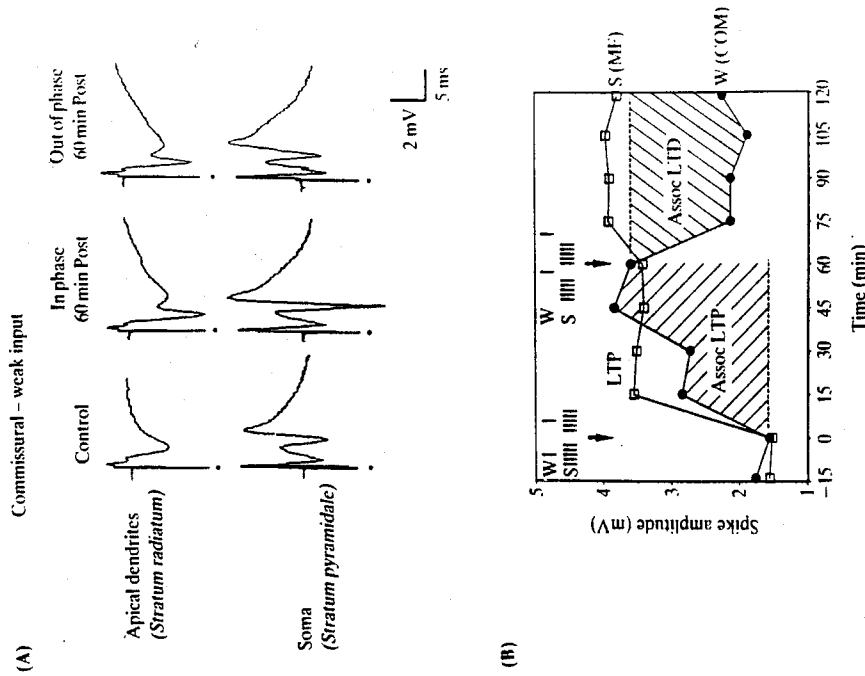 (A)
Commissural – weak input
Control
In phase
60 min Post
Out of phase
60 min Post
Apical dendrites
(Stratum radiatum)
Soma
(Stratum pyramidale)
2 mV
5 ms
(B)
5
4
3
2
1
Spike amplitude (mV)
W
S
W
S
LTP
Assoc LTP
Assoc LTD
S (MF)
W (COM)
−15 0 15 30 45 60 75 90 105 120
Time (min)